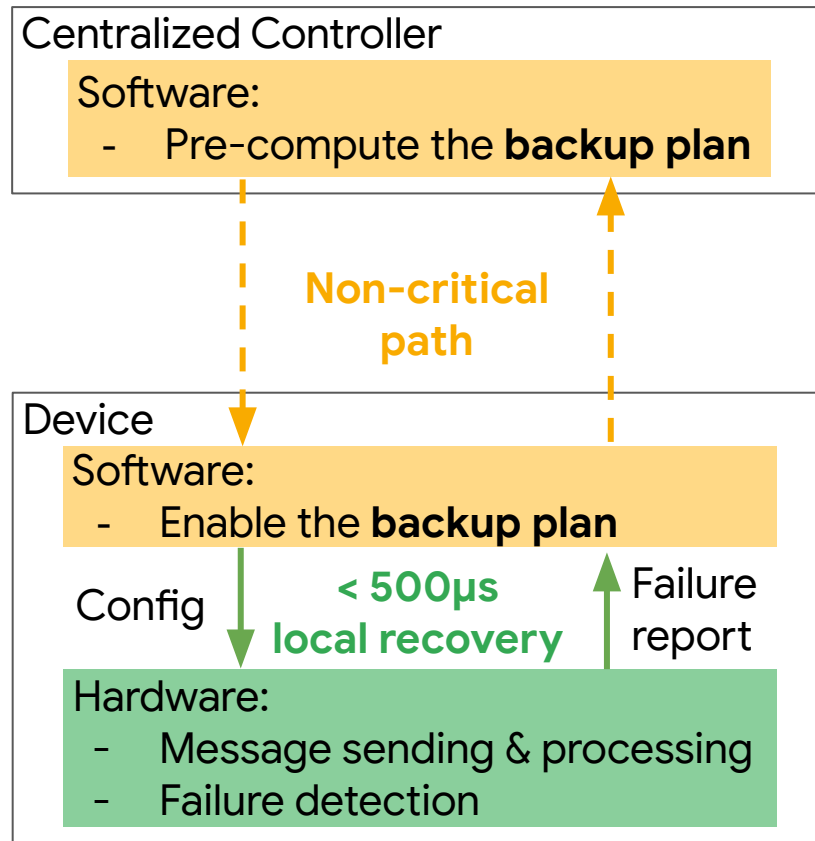 Centralized Controller
Software:
- Pre-compute the backup plan
Non-critical
path
Device
Software:
- Enable the backup plan
Config
< 500µs
local recovery
Failure
report
Hardware:
- Message sending & processing
- Failure detection